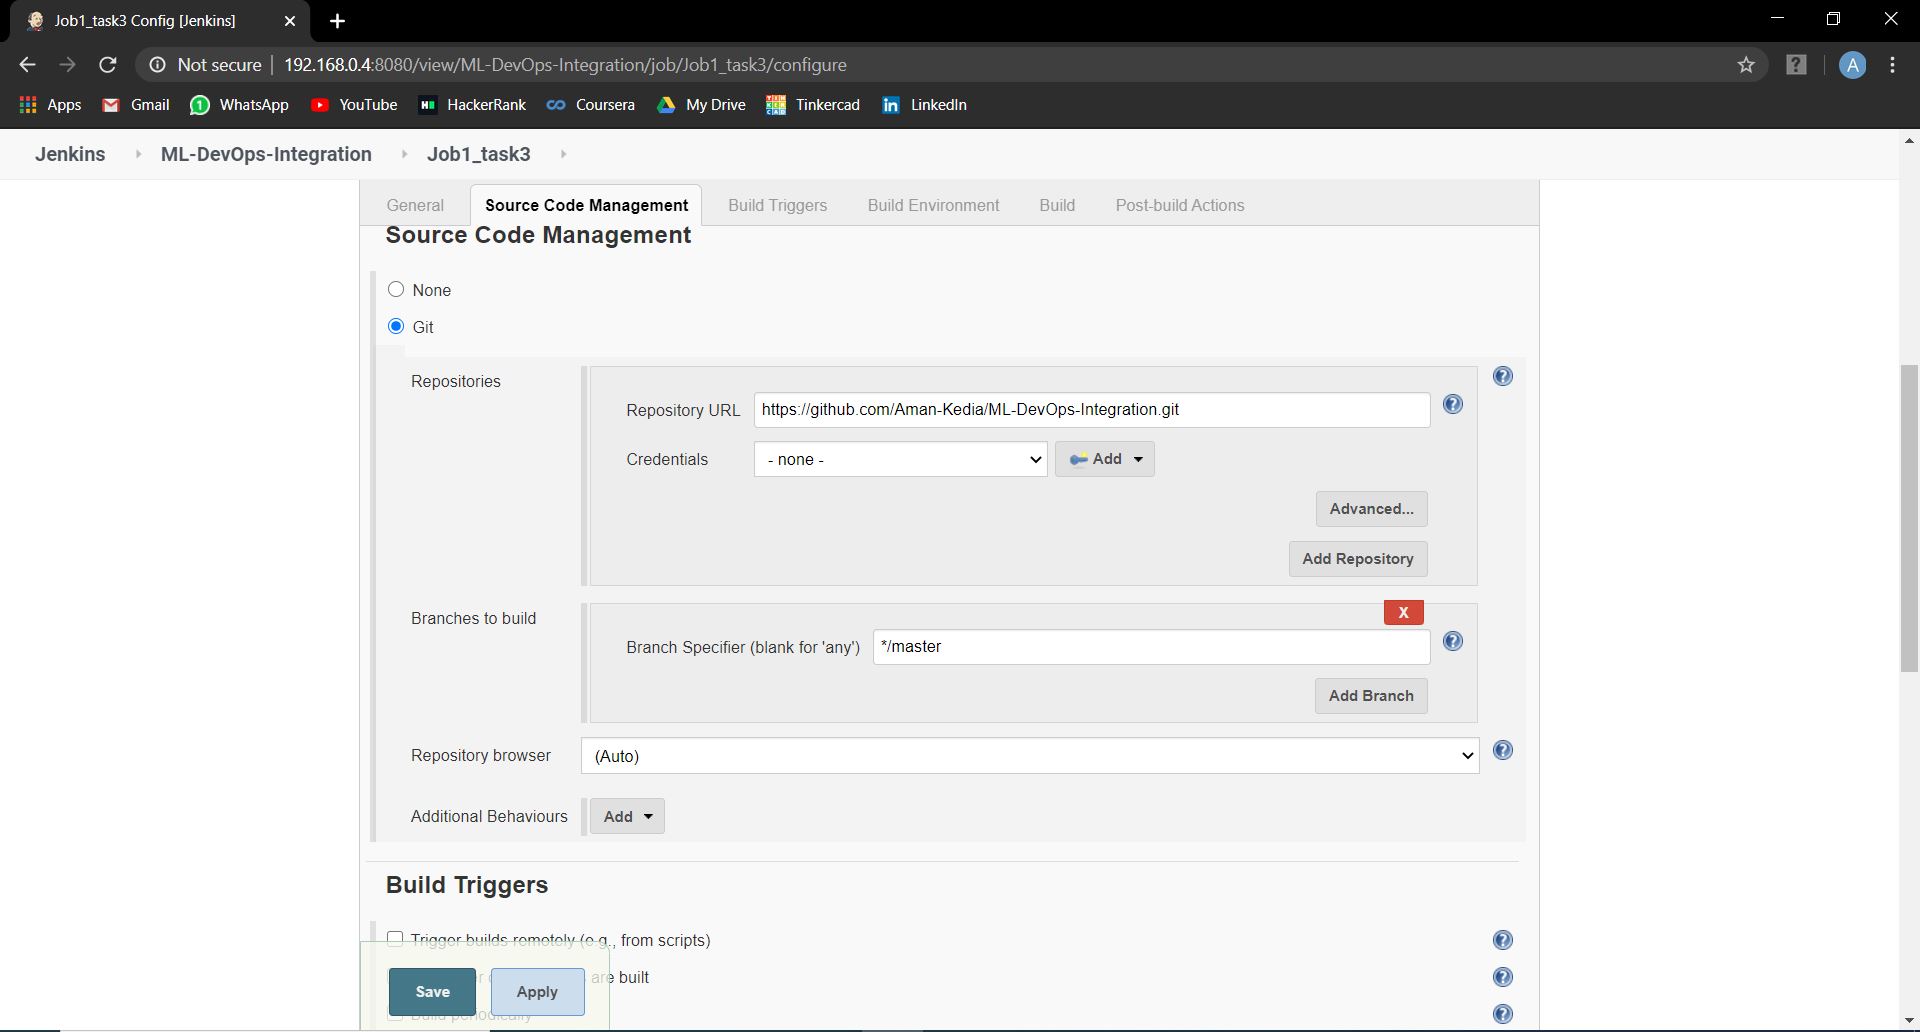 Job1_task3 Config [Jenkins]
Not secure 192.168.0.4:8080/view/ML-DevOps-Integration/job/Job1_task3/configure
A
Apps Gmail WhatsApp YouTube HackerRank Coursera My Drive Tinkercad LinkedIn
Jenkins ML-DevOps-Integration Job1_task3
General Source Code Management Build Triggers Build Environment Build Post-build Actions
Source Code Management
None
Git
Repositories
Repository URL https://github.com/Aman-Kedia/ML-DevOps-Integration.git
Credentials - none - Add
Advanced...
Add Repository
Branches to build
X
Branch Specifier (blank for 'any') */master
Add Branch
Repository browser (Auto)
Additional Behaviours Add
Build Triggers
Trigger builds remotely (e.g., from scripts)
are built
Save Apply
Build periodically